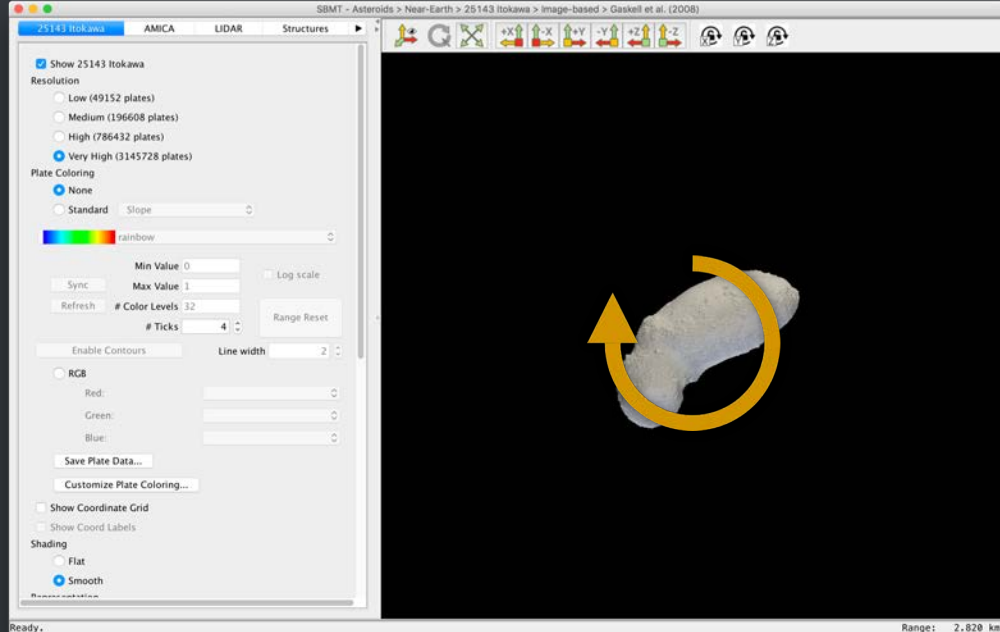 SBMT - Asteroids > Near-Earth > 25143 Itokawa > Image-based > Gaskell et al. (2008)
25143 Itokawa AMICA LIDAR Structures
+X -X +Y -Y +Z -Z X Y Z
Show 25143 Itokawa
Resolution
Low (49152 plates)
Medium (196608 plates)
High (786432 plates)
Very High (3145728 plates)
Plate Coloring
None
Standard Slope
rainbow
Min Value 0
Log scale
Sync Max Value 1
Refresh # Color Levels 32
Range Reset
# Ticks 4
Enable Contours Line width 2
RGB
Red:
Green:
Blue:
Save Plate Data...
Customize Plate Coloring...
Show Coordinate Grid
Show Coord Labels
Shading
Flat
Smooth
Representation
Ready. Range: 2.820 km